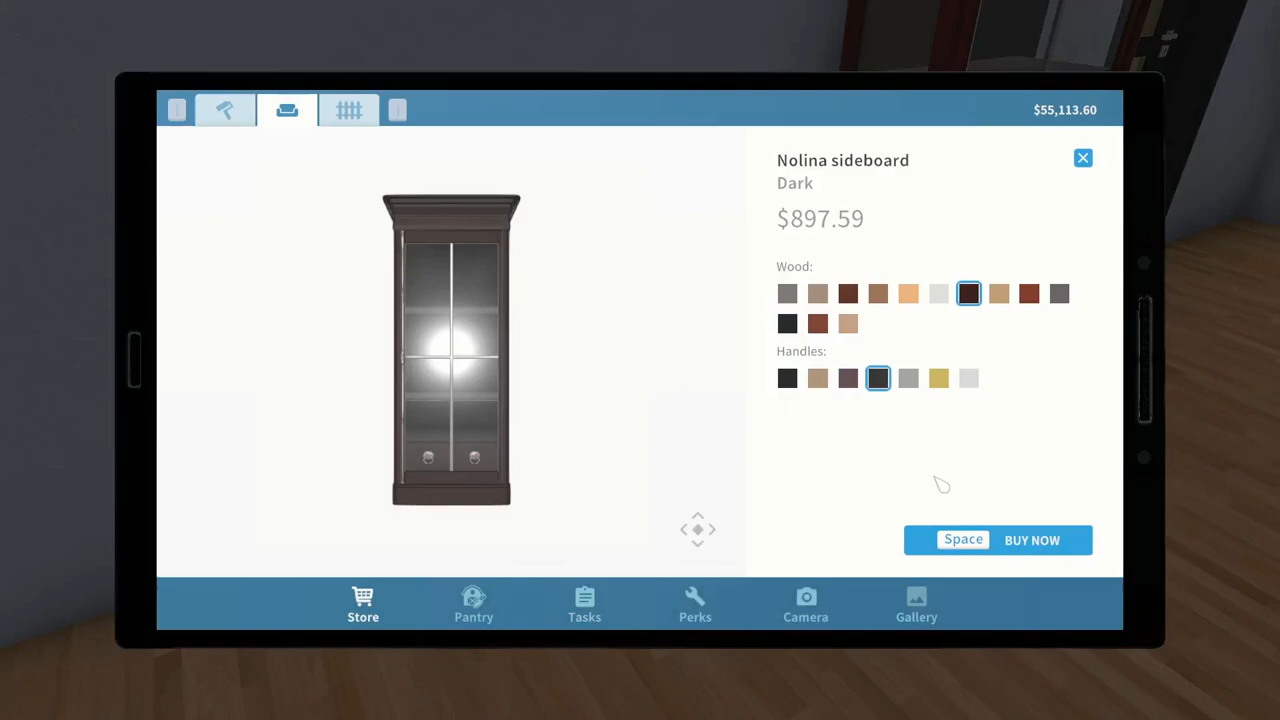 $55,113.60
Nolina sideboard
Dark
$897.59
Wood:
Handles:
Space BUY NOW
Store
Pantry
Tasks
Perks
Camera
Gallery